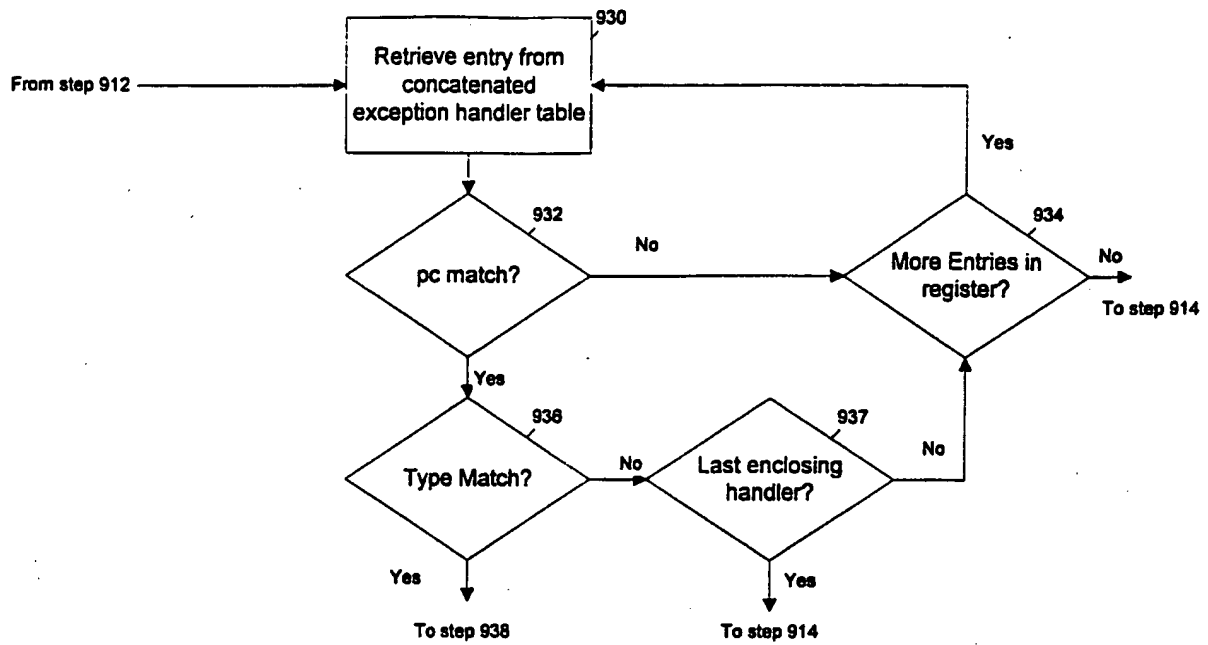 930
Retrieve entry from
concatenated
exception handler table
From step 912
Yes
932
934
No
pc match?
More Entries in
register?
No
To step 914
Yes
936
937
Type Match?
No
Last enclosing
handler?
No
Yes
Yes
To step 938
To step 914